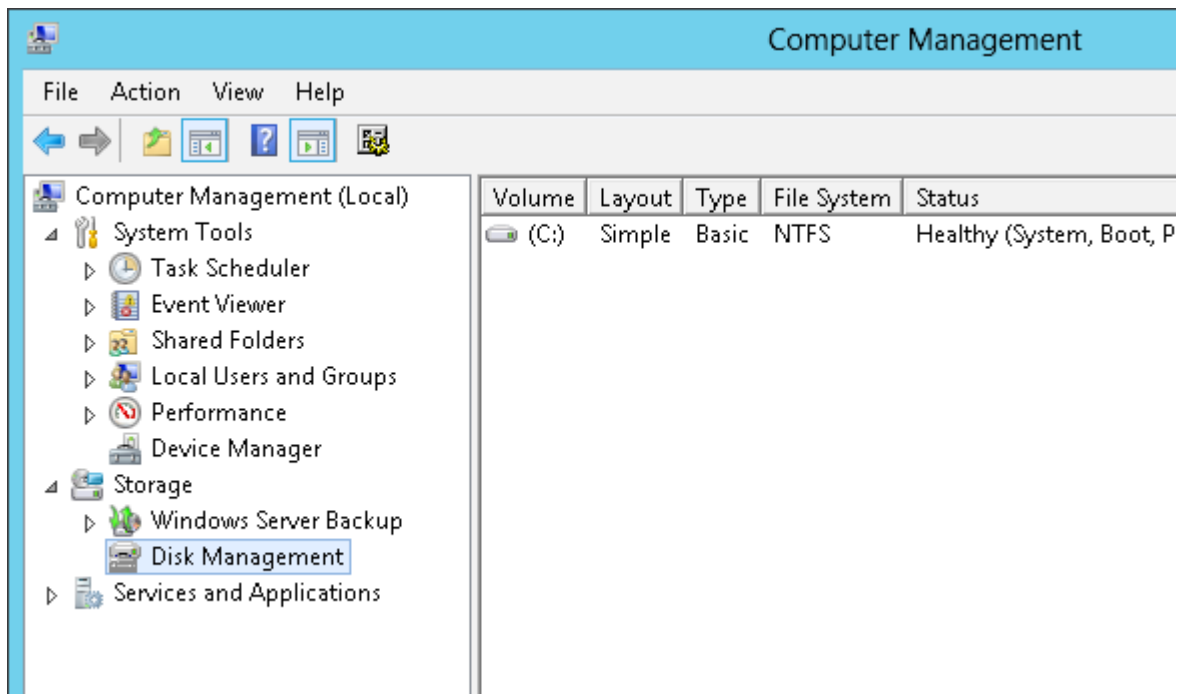 Computer Management
File Action View Help
Computer Management (Local)
System Tools
Task Scheduler
Event Viewer
Shared Folders
Local Users and Groups
Performance
Device Manager
Storage
Windows Server Backup
Disk Management
Services and Applications
Volume Layout Type File System Status
(C:) Simple Basic NTFS Healthy (System, Boot, P